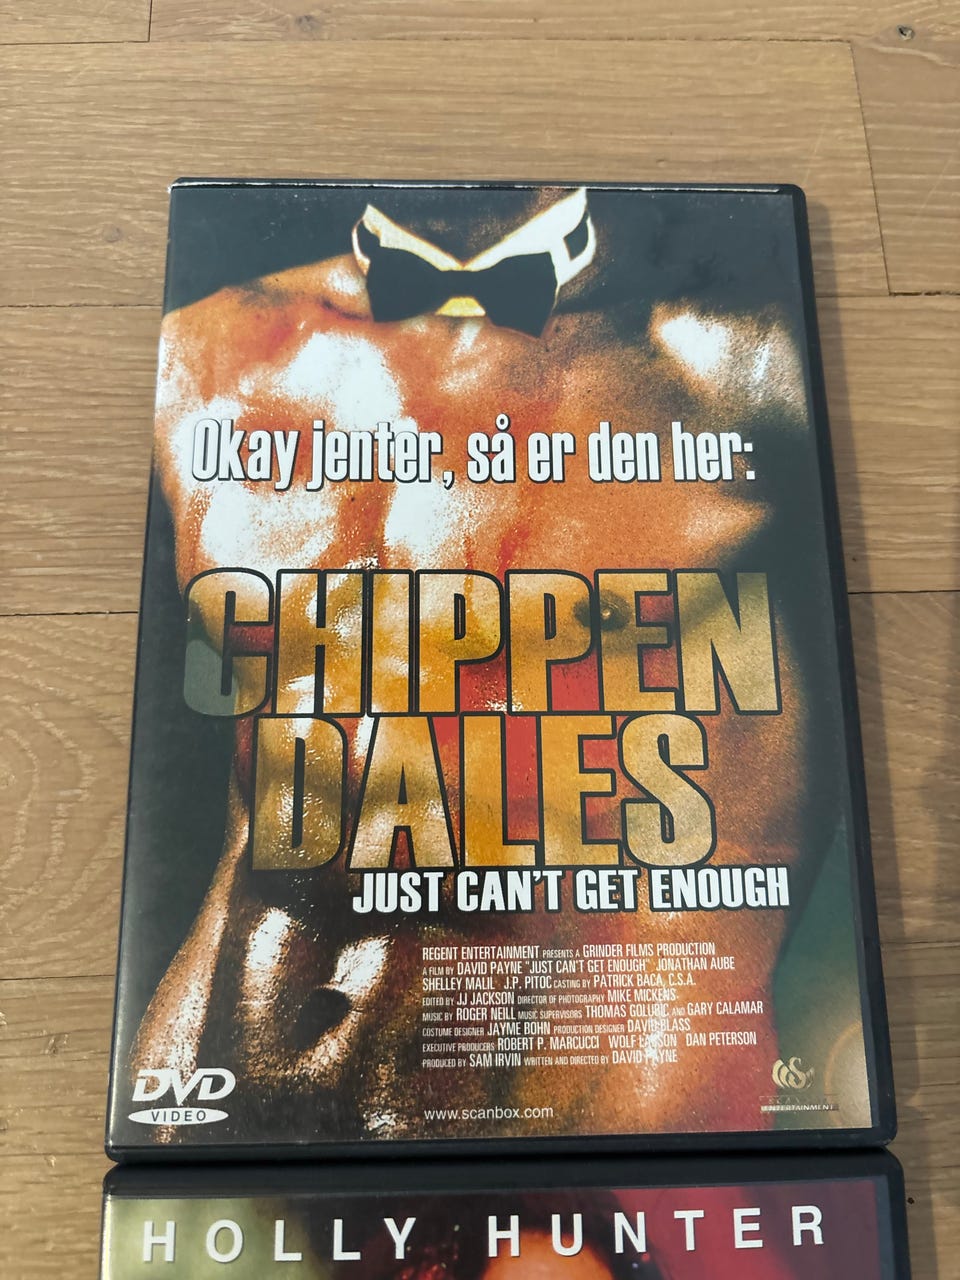 Okay jenter, så er den her:
CHIPPEN
DALES
JUST CAN'T GET ENOUGH
REGENT ENTERTAINMENT PRESENTS A GRINDER FILMS PRODUCTION
A FILM BY DAVID PAYNE "JUST CAN'T GET ENOUGH" JONATHAN AUBE
SHELLEY MALIL J.P. PITOC CASTING BY PATRICK BACA, C.S.A.
EDITED BY JJ JACKSON DIRECTOR OF PHOTOGRAPHY MIKE MICKENS
MUSIC BY ROGER NEILL MUSIC SUPERVISORS THOMAS GOLUBIC AND GARY CALAMAR
COSTUME DESIGNER JAYME BOHN PRODUCTION DESIGNER DAVID BLASS
EXECUTIVE PRODUCERS ROBERT P. MARCUCCI WOLF LARSON DAN PETERSON
PRODUCED BY SAM IRVIN WRITTEN AND DIRECTED BY DAVID PAYNE
DVD
VIDEO
www.scanbox.com
ENTERTAINMENT
HOLLY HUNTER